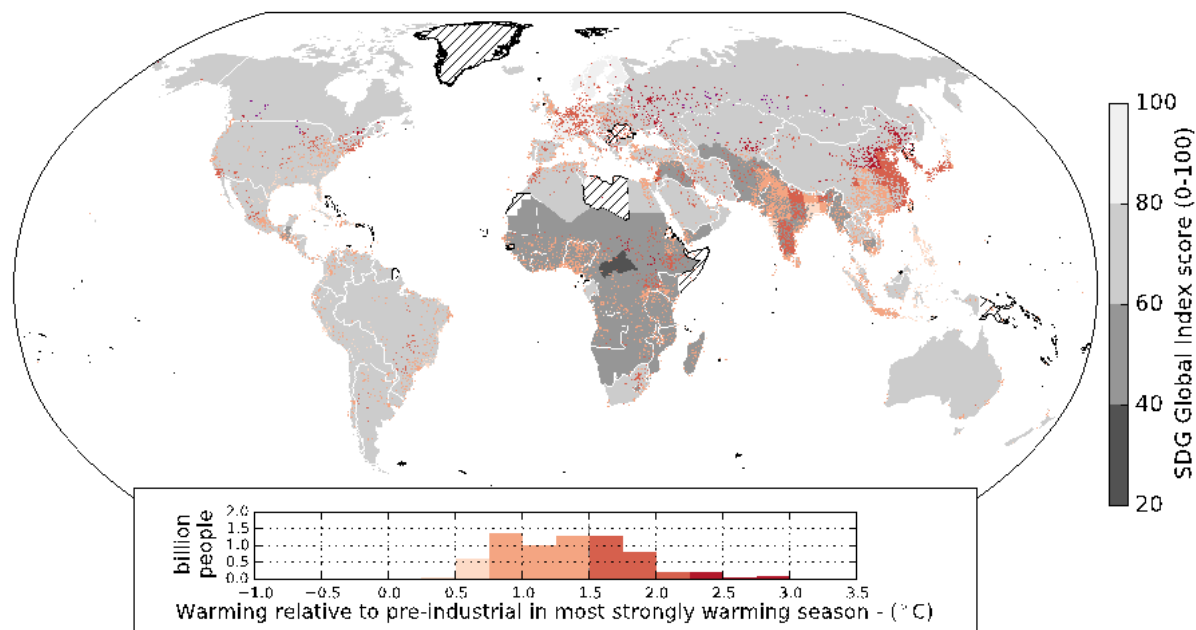 100
80
60
40
20
SDG Global Index score (0-100)
billion
people
2.0
1.5
1.0
0.5
0.0
-1.0 -0.5 0.0 0.5 1.0 1.5 2.0 2.5 3.0 3.5
Warming relative to pre-industrial in most strongly warming season - (°C)